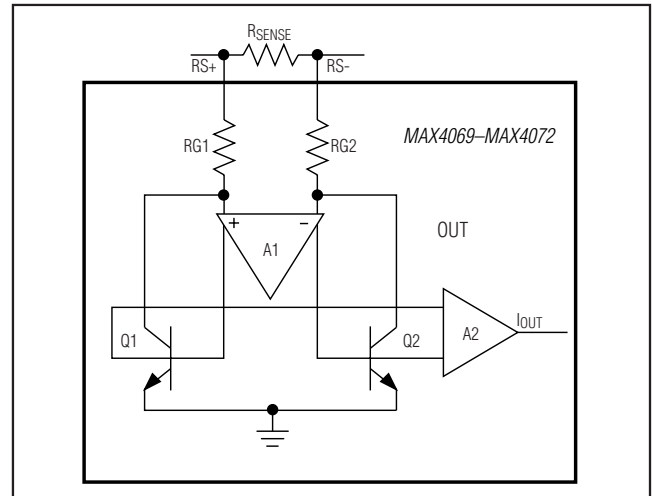 RSENSE
RS+ RS-
RG1 RG2 MAX4069–MAX4072
+ −
A1
OUT
Q1 Q2 A2 IOUT